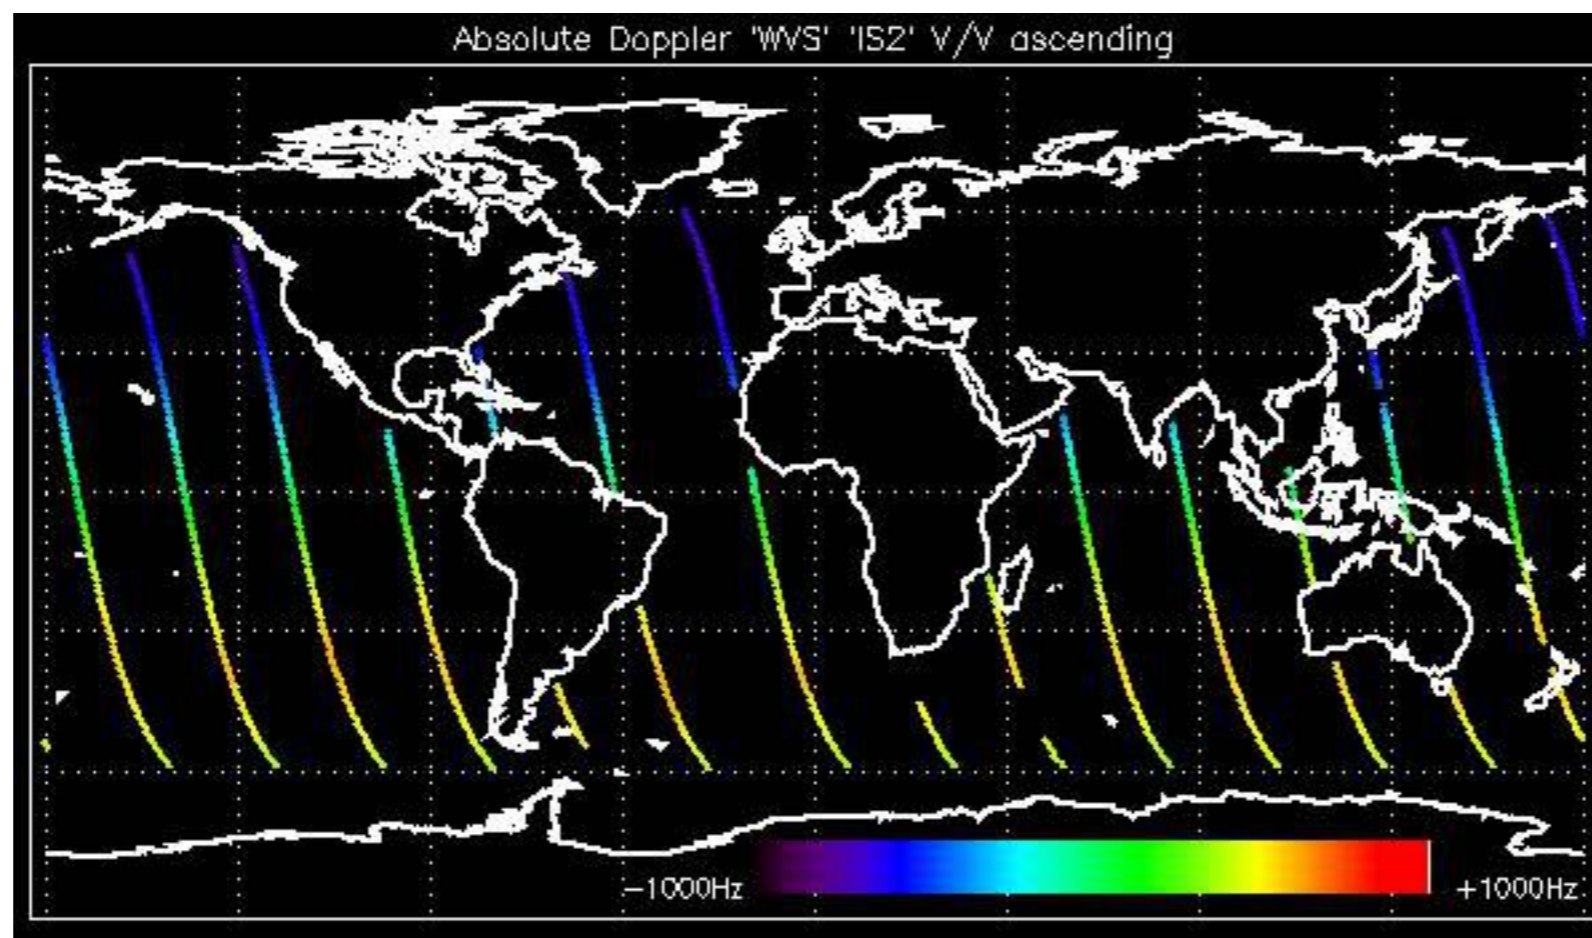 Absolute Doppler 'WVS' 'IS2' V/V ascending
−1000Hz +1000Hz